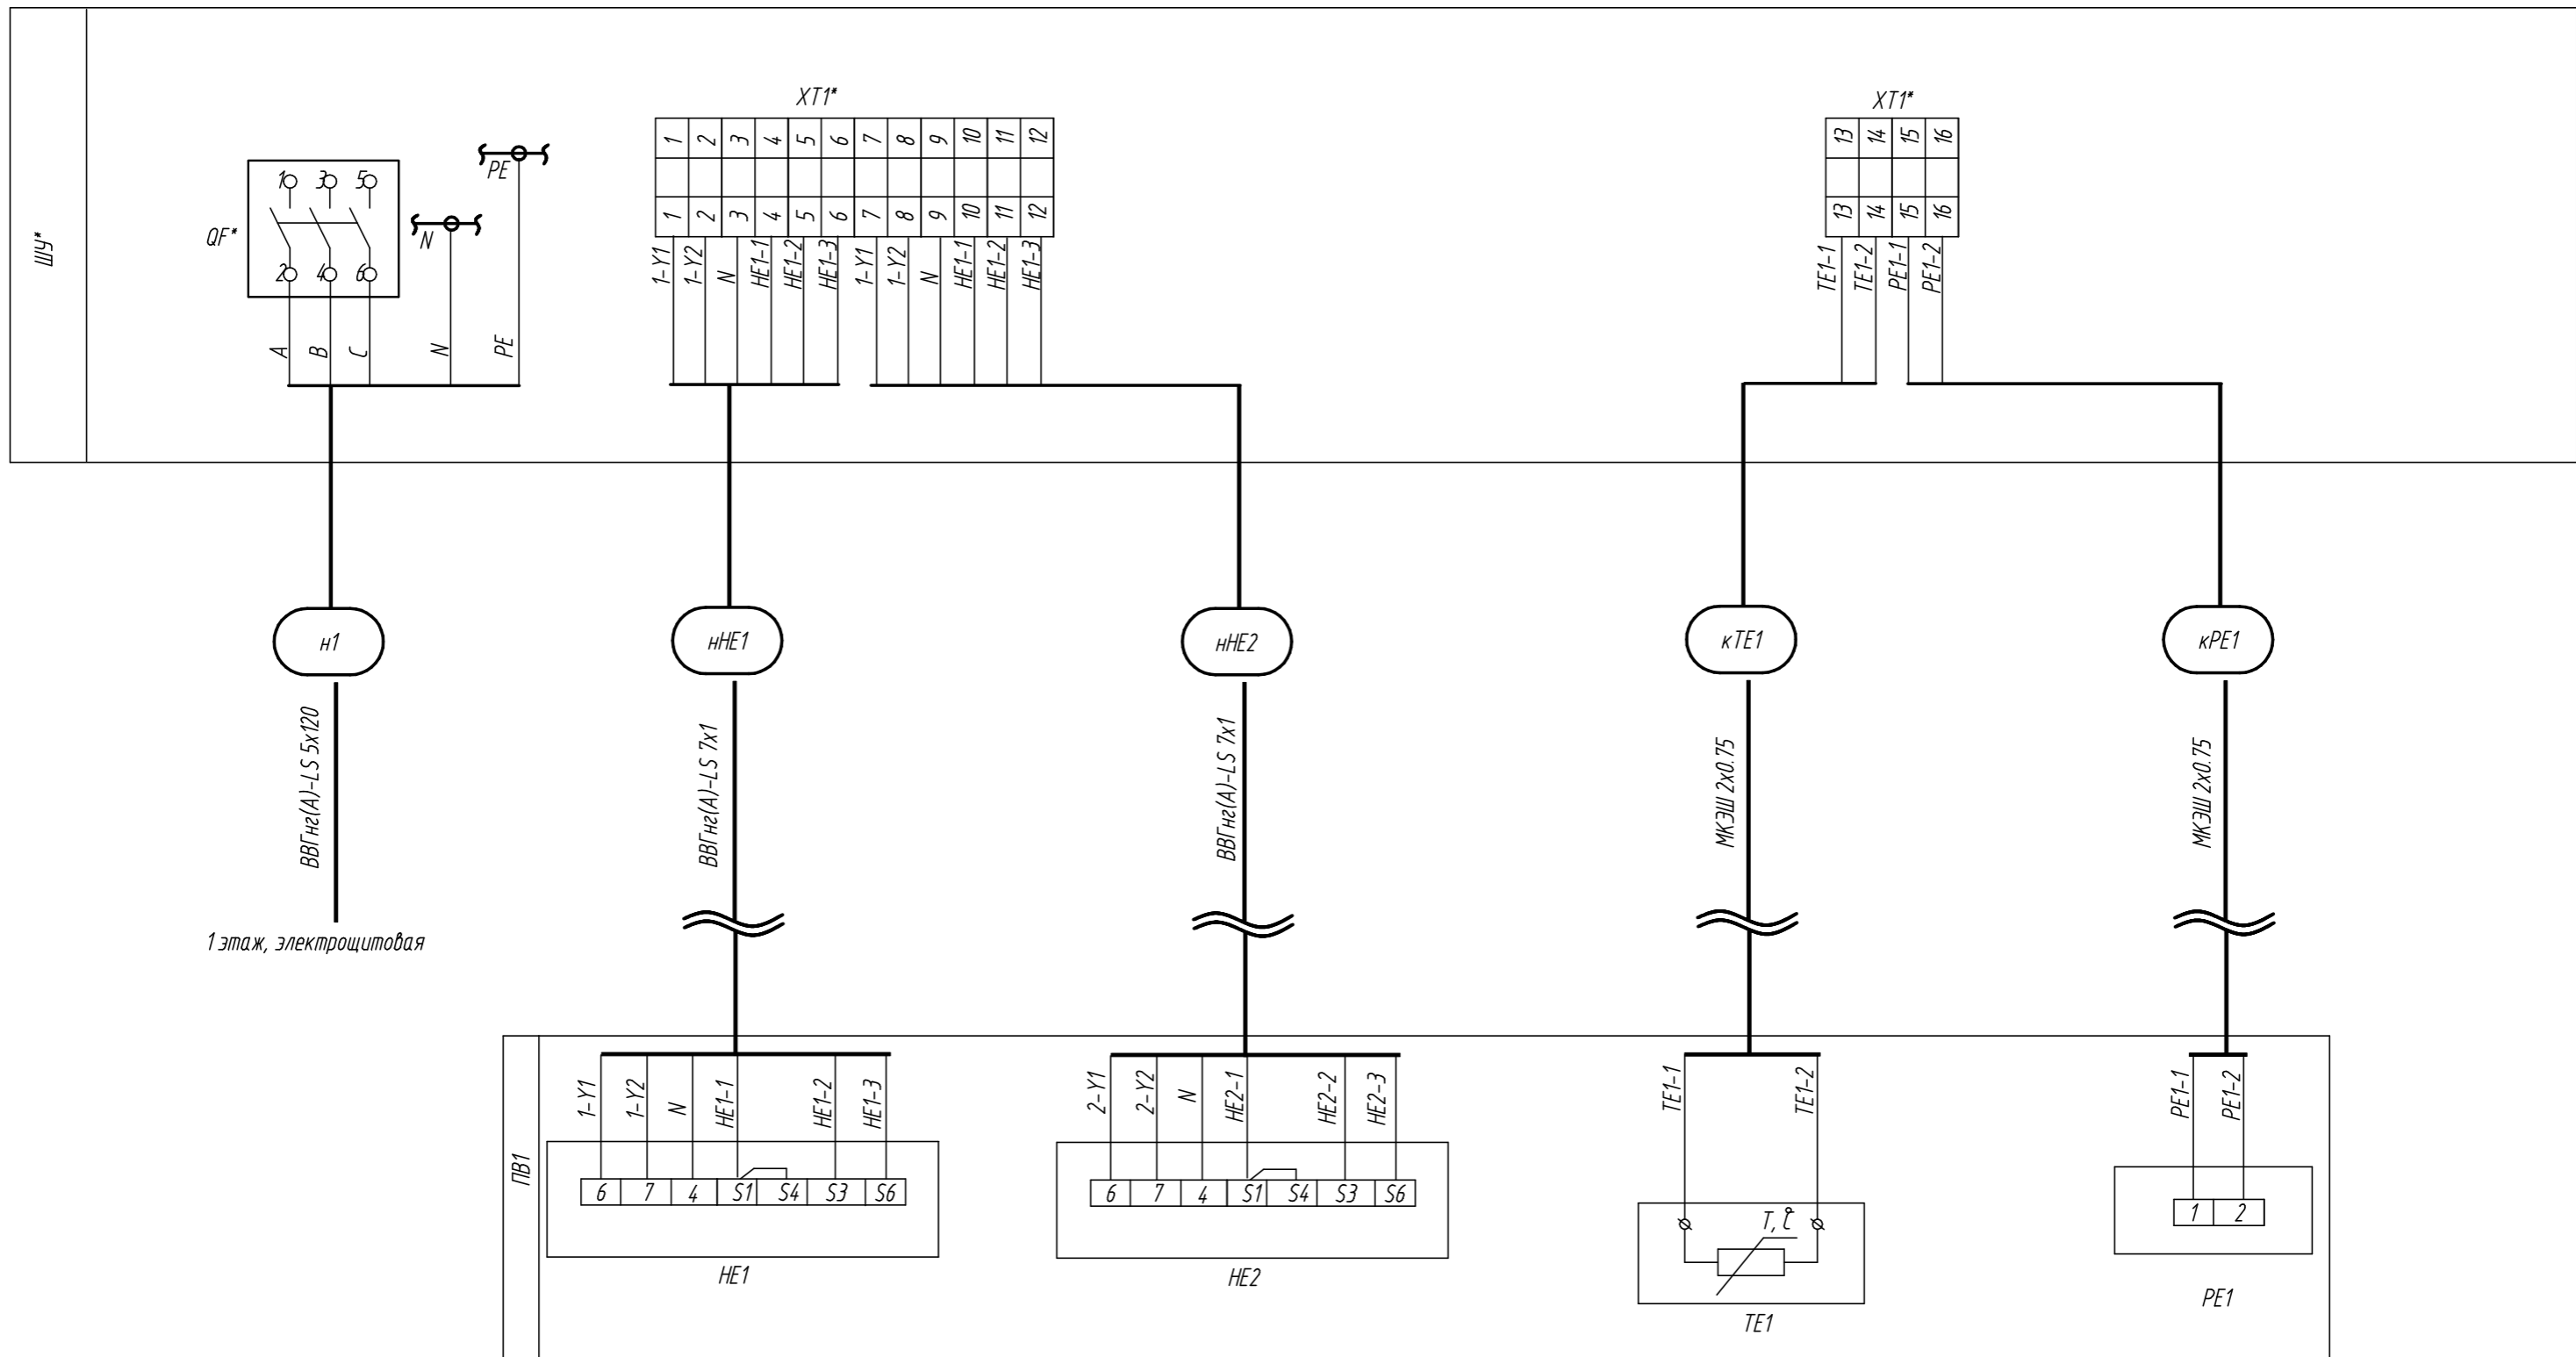 ШУ*
QF*
1 3 5
2 4 6
A B C N PE
N
PE
XT1*
1 2 3 4 5 6 7 8 9 10 11 12
1 2 3 4 5 6 7 8 9 10 11 12
1-Y1 1-Y2 N HE1-1 HE1-2 HE1-3 1-Y1 1-Y2 N HE1-1 HE1-2 HE1-3
XT1*
13 14 15 16
13 14 15 16
TE1-1 TE1-2 PE1-1 PE1-2
н1
нHE1
нHE2
кTE1
кPE1
ВВГнг(А)-LS 5х120
ВВГнг(А)-LS 7х1
ВВГнг(А)-LS 7х1
МКЭШ 2х0.75
МКЭШ 2х0.75
1 этаж, электрощитовая
ПВ1
1-Y1 1-Y2 N HE1-1 HE1-2 HE1-3
6 7 4 S1 S4 S3 S6
HE1
2-Y1 2-Y2 N HE2-1 HE2-2 HE2-3
6 7 4 S1 S4 S3 S6
HE2
TE1-1 TE1-2
T, °C
TE1
PE1-1 PE1-2
1 2
PE1